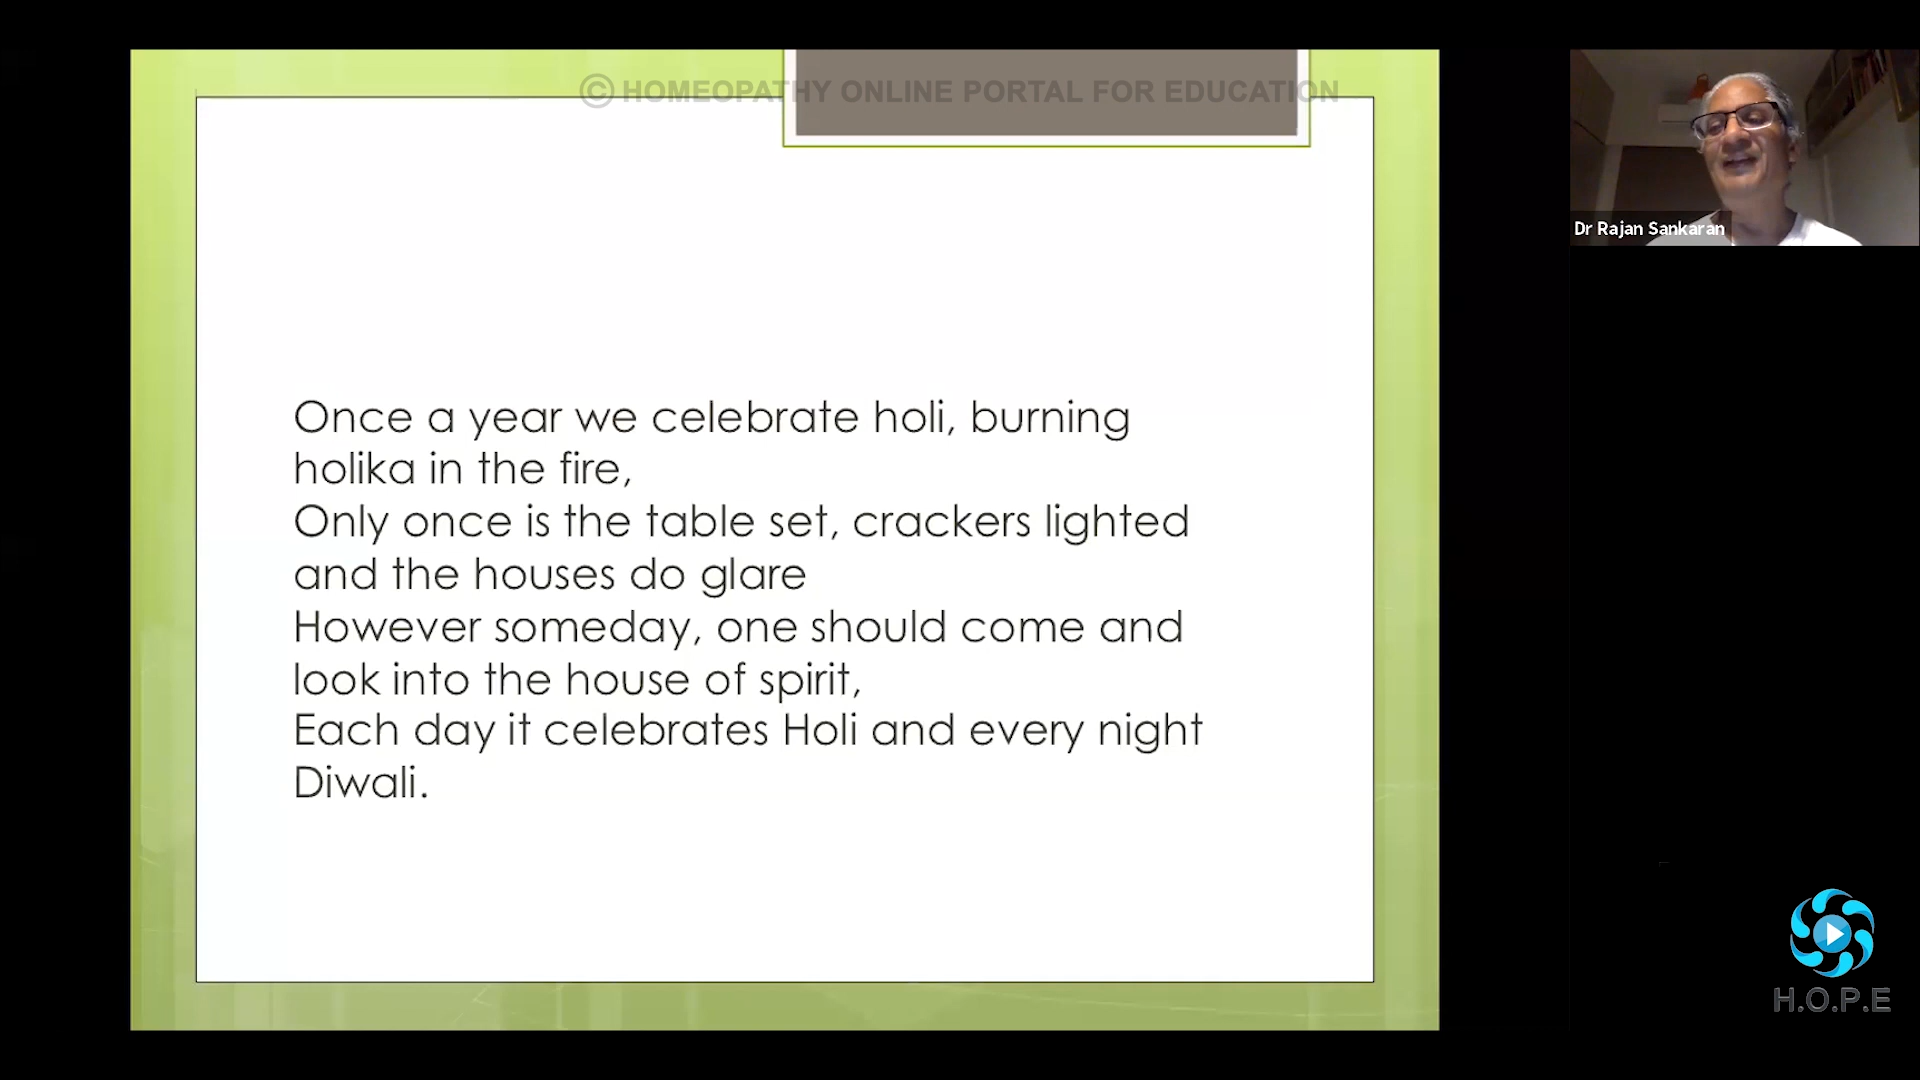 © HOMEOPATHY ONLINE PORTAL FOR EDUCATION
Dr Rajan Sankaran
Once a year we celebrate holi, burning
holika in the fire,
Only once is the table set, crackers lighted
and the houses do glare
However someday, one should come and
look into the house of spirit,
Each day it celebrates Holi and every night
Diwali.
H.O.P.E